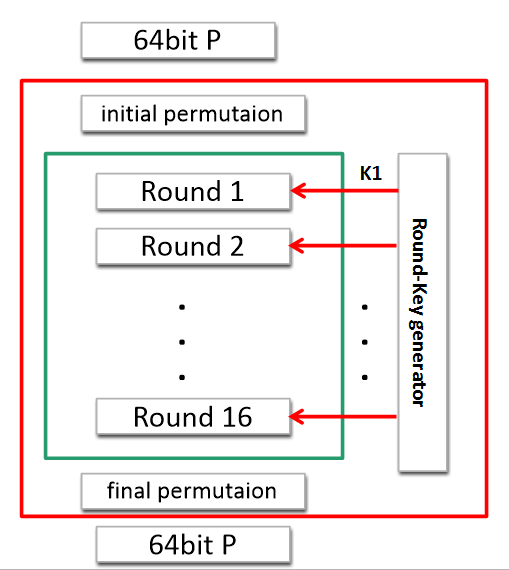 64bit P
initial permutaion
K1
Round 1
Round 2
Round-Key generator
Round 16
final permutaion
64bit P